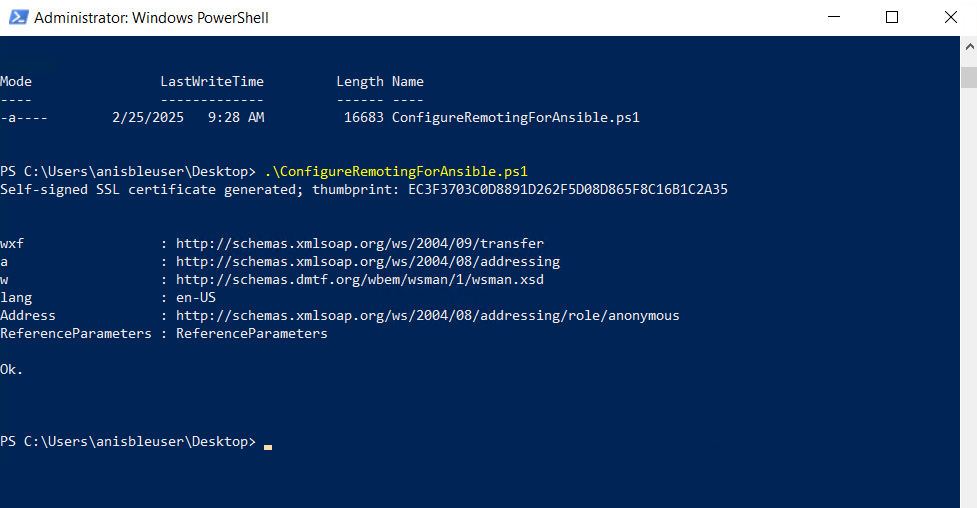 Administrator: Windows PowerShell
Mode                LastWriteTime         Length Name
----                -------------         ------ ----
-a----        2/25/2025   9:28 AM          16683 ConfigureRemotingForAnsible.ps1
PS C:\Users\anisbleuser\Desktop> .\ConfigureRemotingForAnsible.ps1
Self-signed SSL certificate generated; thumbprint: EC3F3703C0D8891D262F5D08D865F8C16B1C2A35
wxf                 : http://schemas.xmlsoap.org/ws/2004/09/transfer
a                   : http://schemas.xmlsoap.org/ws/2004/08/addressing
w                   : http://schemas.dmtf.org/wbem/wsman/1/wsman.xsd
lang                : en-US
Address             : http://schemas.xmlsoap.org/ws/2004/08/addressing/role/anonymous
ReferenceParameters : ReferenceParameters
Ok.
PS C:\Users\anisbleuser\Desktop>